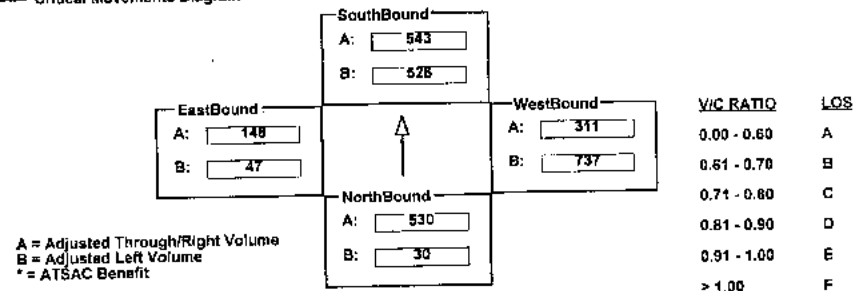 Critical Movements Diagram
SouthBound
A: 543
B: 526
EastBound
A: 148
B: 47
WestBound
A: 311
B: 737
NorthBound
A: 530
B: 30
A = Adjusted Through/Right Volume
B = Adjusted Left Volume
* = ATSAC Benefit
V/C RATIO LOS
0.00 - 0.60 A
0.61 - 0.70 B
0.71 - 0.80 C
0.81 - 0.90 D
0.91 - 1.00 E
> 1.00 F